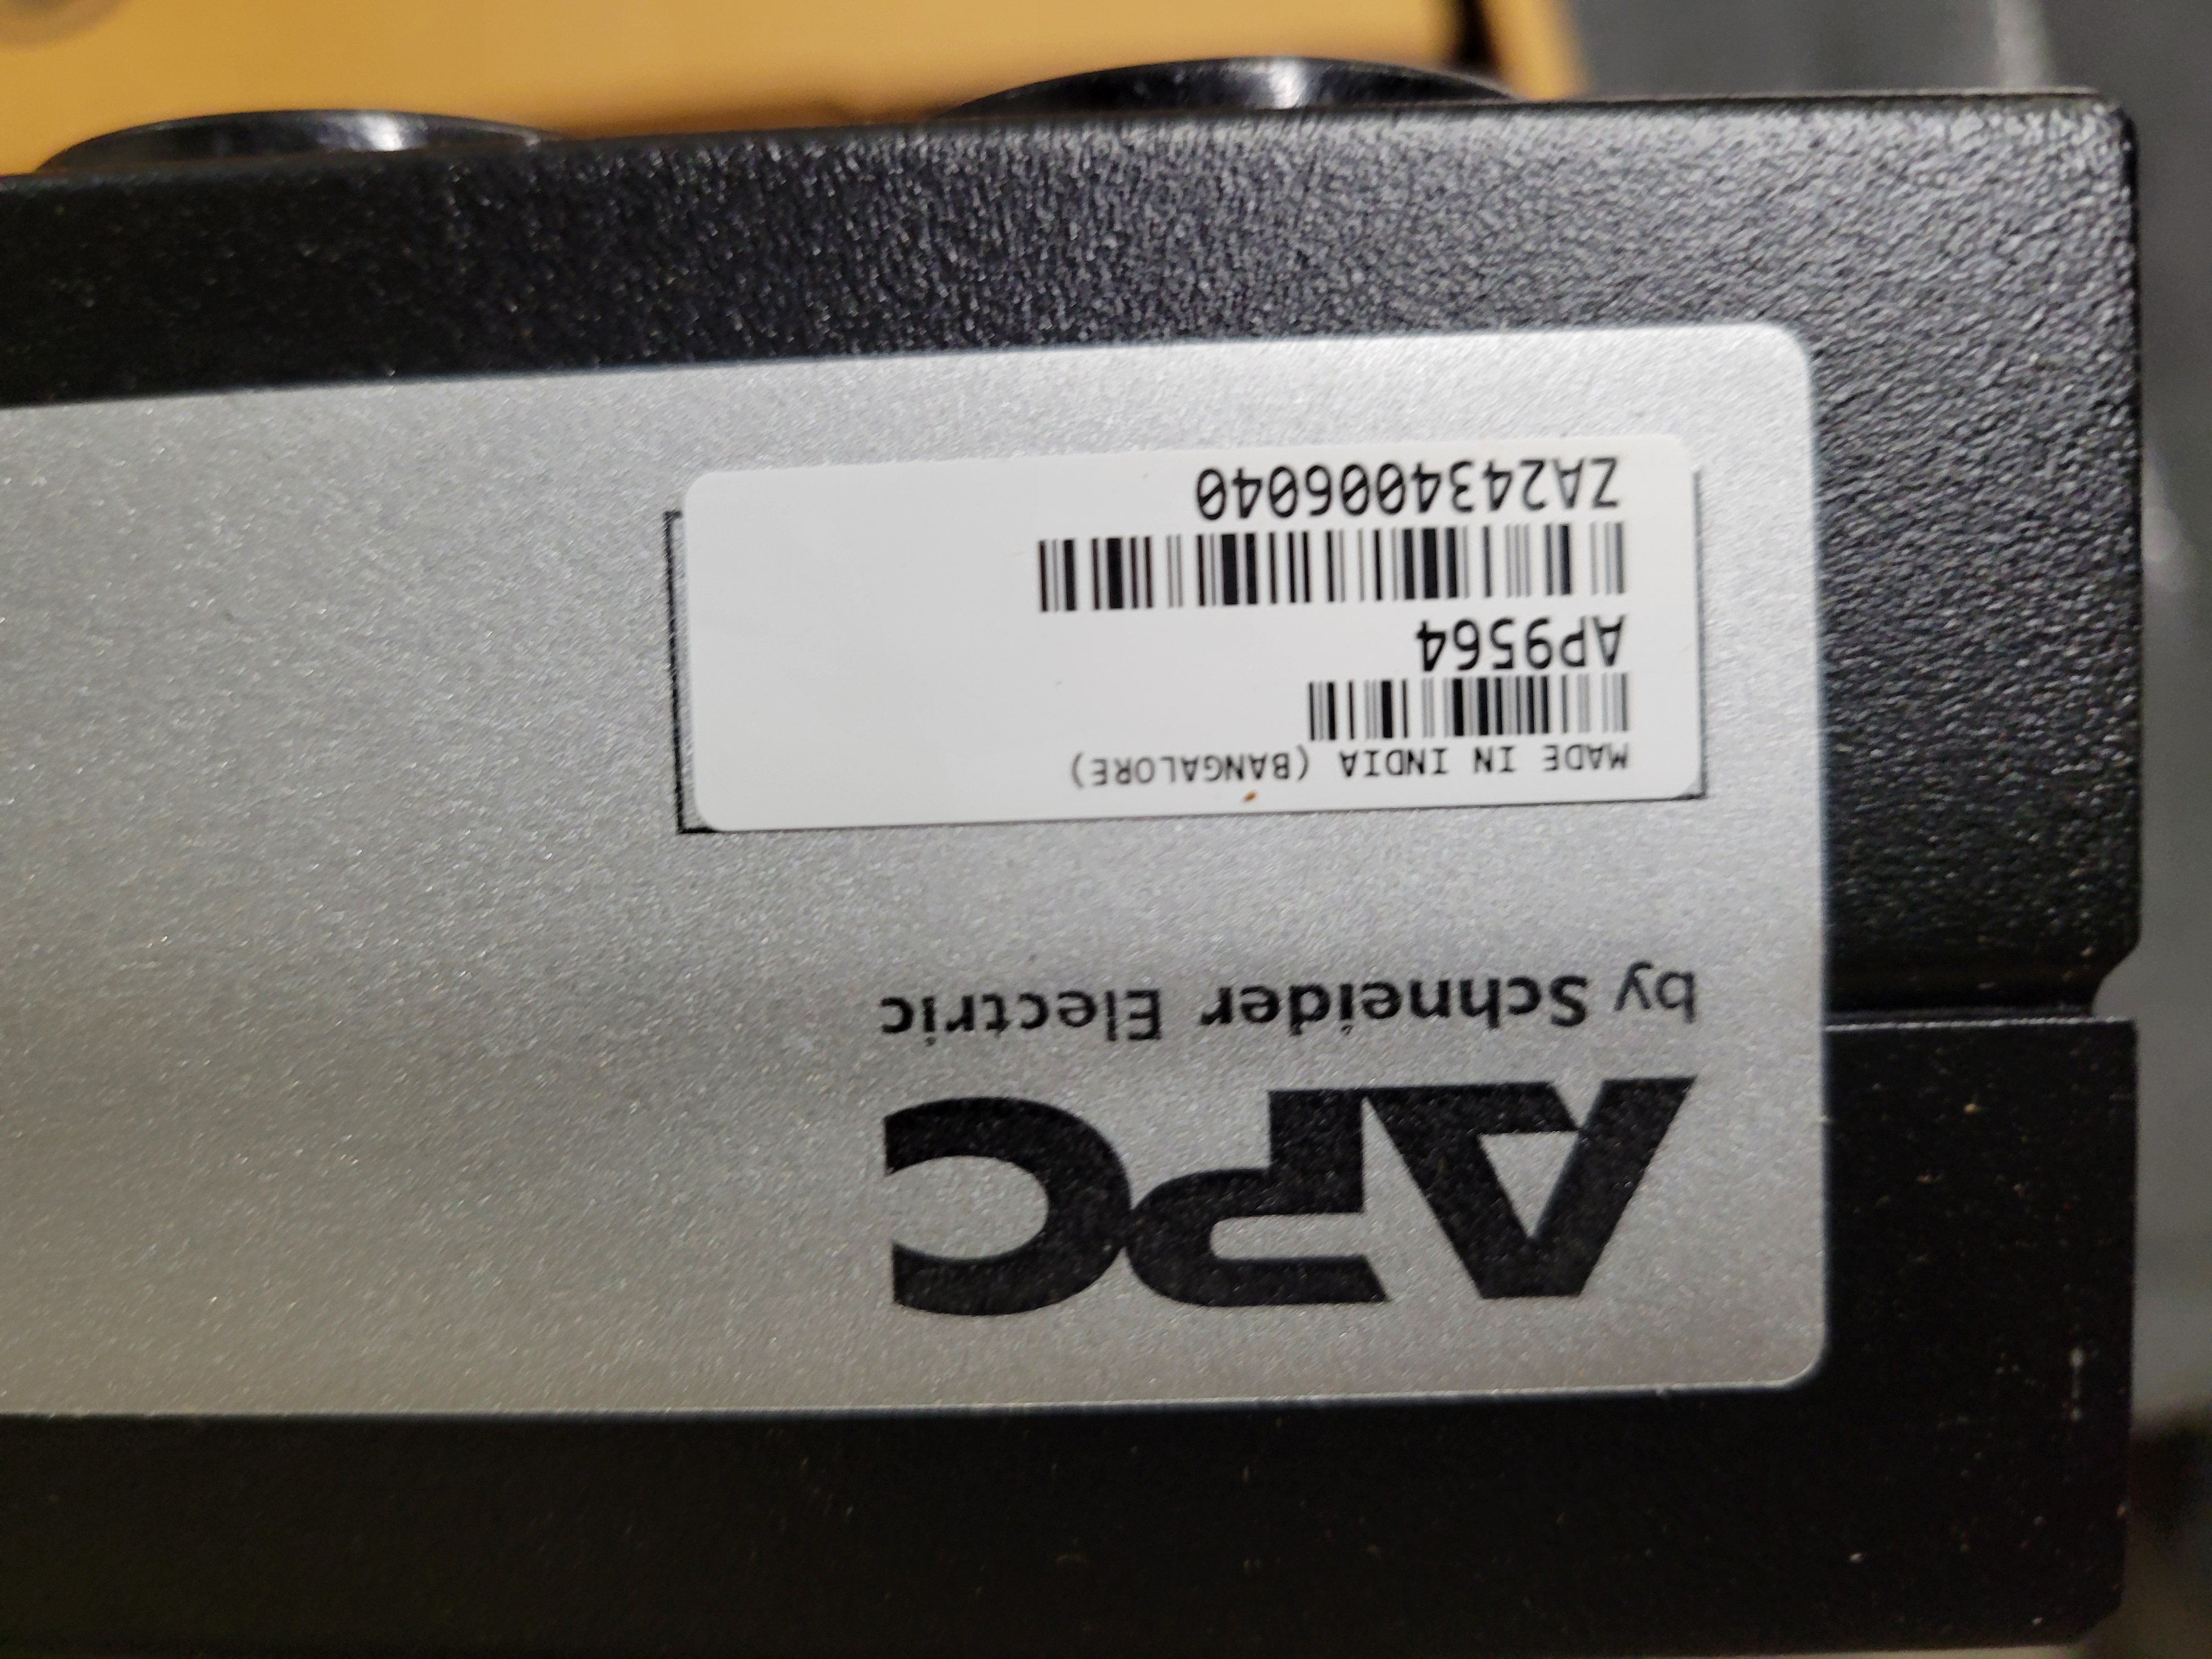 APC
by Schneider Electric
MADE IN INDIA (BANGALORE)
AP9564
ZA2434006040